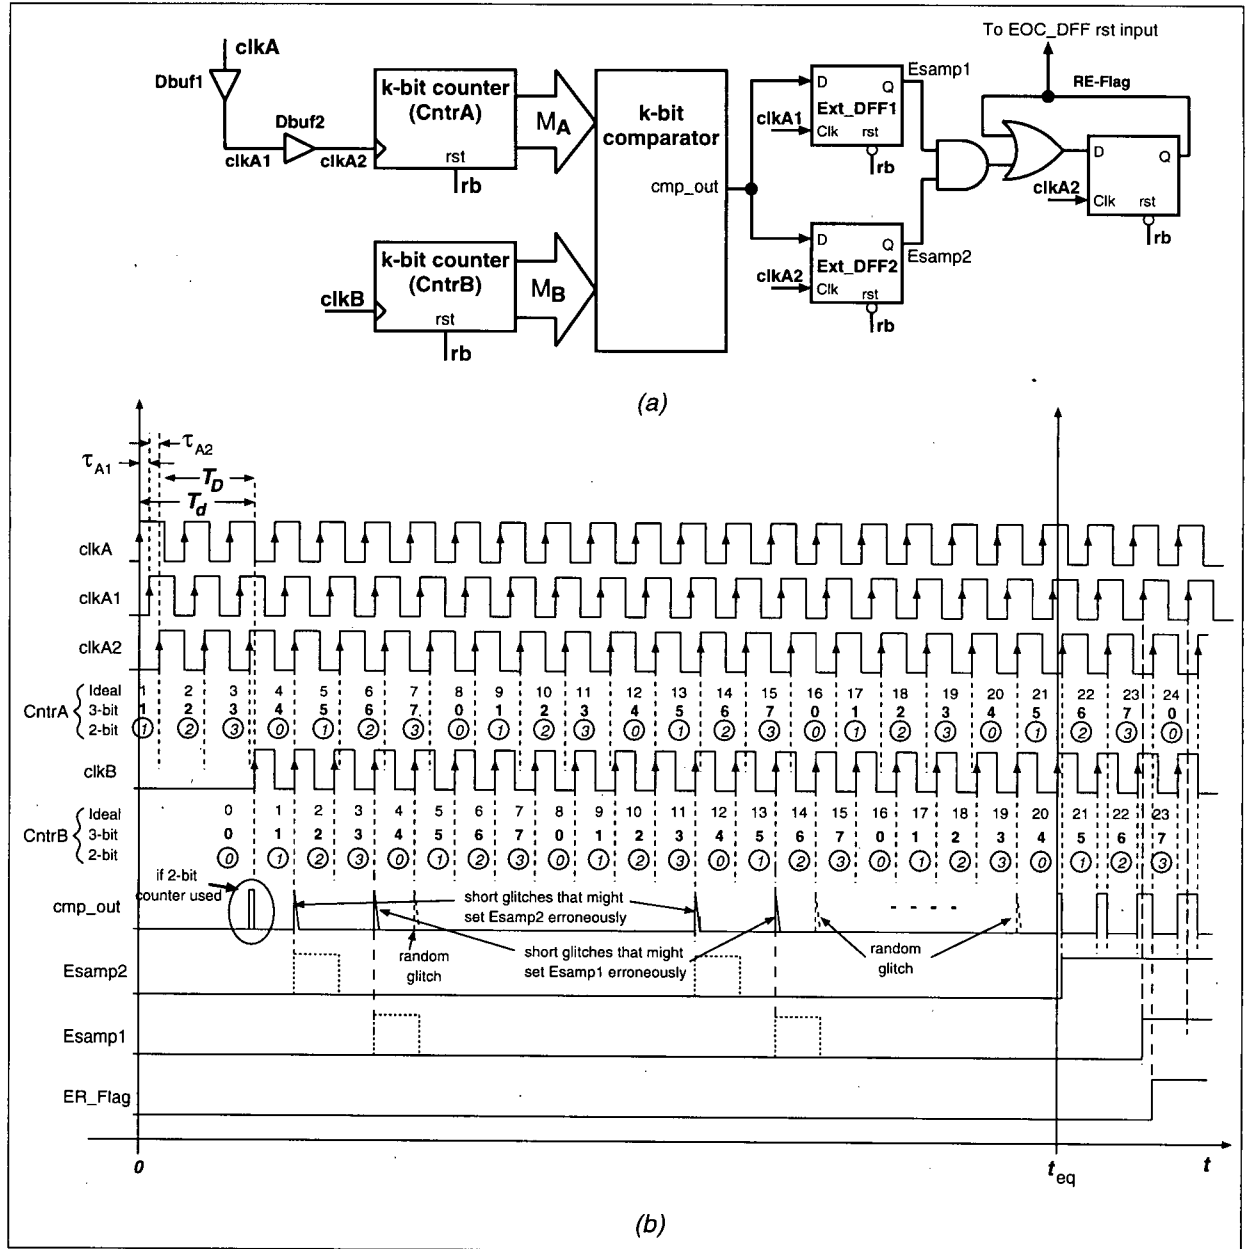 To EOC_DFF rst input
clkA
Dbuf1
Dbuf2
clkA1
clkA2
k-bit counter
(CntrA)
rst
rb
MA
k-bit
comparator
cmp_out
D
Q
Ext_DFF1
Clk
rst
rb
clkA1
Esamp1
RE-Flag
D
Q
Clk
rst
rb
clkA2
k-bit counter
(CntrB)
rst
rb
clkB
MB
D
Q
Ext_DFF2
Clk
rst
rb
clkA2
Esamp2
(a)
τA2
τA1
TD
Td
clkA
clkA1
clkA2
CntrA
Ideal 1 2 3 4 5 6 7 8 9 10 11 12 13 14 15 16 17 18 19 20 21 22 23 24
3-bit 1 2 3 4 5 6 7 0 1 2 3 4 5 6 7 0 1 2 3 4 5 6 7 0
2-bit 1 2 3 0 1 2 3 0 1 2 3 0 1 2 3 0 1 2 3 0 1 2 3 0
clkB
CntrB
Ideal 0 1 2 3 4 5 6 7 8 9 10 11 12 13 14 15 16 17 18 19 20 21 22 23
3-bit 0 1 2 3 4 5 6 7 0 1 2 3 4 5 6 7 0 1 2 3 4 5 6 7
2-bit 0 1 2 3 0 1 2 3 0 1 2 3 0 1 2 3 0 1 2 3 0 1 2 3
if 2-bit
counter used
cmp_out
short glitches that might
set Esamp2 erroneously
- - - -
short glitches that might
set Esamp1 erroneously
random
glitch
random
glitch
Esamp2
Esamp1
ER_Flag
0
teq
t
(b)